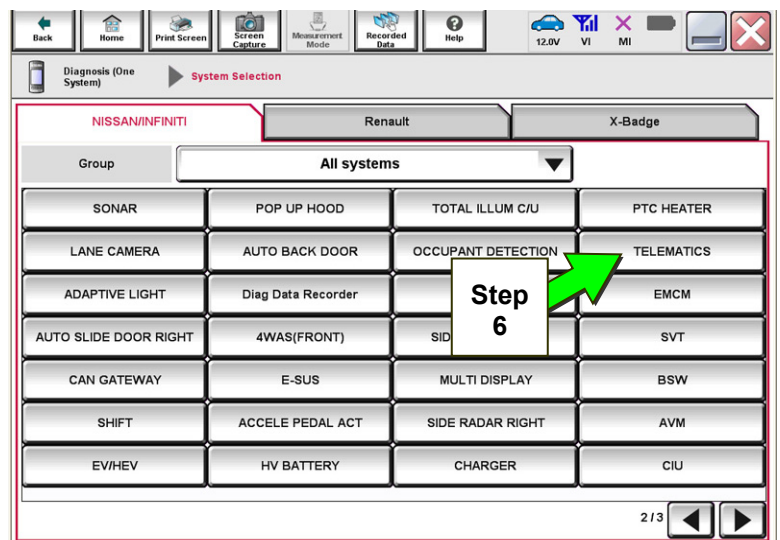 Back
Home
Print Screen
Screen
Capture
Measurement
Mode
Recorded
Data
Help
12.0V
VI
MI
Diagnosis (One
System)
System Selection
NISSAN/INFINITI
Renault
X-Badge
Group
All systems
SONAR
POP UP HOOD
TOTAL ILLUM C/U
PTC HEATER
LANE CAMERA
AUTO BACK DOOR
OCCUPANT DETECTION
TELEMATICS
ADAPTIVE LIGHT
Diag Data Recorder
EMCM
Step
6
AUTO SLIDE DOOR RIGHT
4WAS(FRONT)
SID
SVT
CAN GATEWAY
E-SUS
MULTI DISPLAY
BSW
SHIFT
ACCELE PEDAL ACT
SIDE RADAR RIGHT
AVM
EV/HEV
HV BATTERY
CHARGER
CIU
2/3